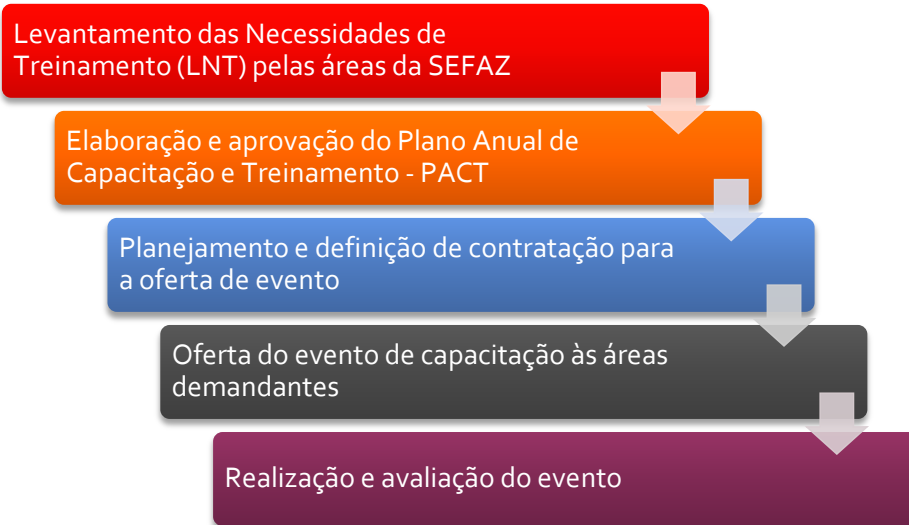 Levantamento das Necessidades de
Treinamento (LNT) pelas áreas da SEFAZ
Elaboração e aprovação do Plano Anual de
Capacitação e Treinamento - PACT
Planejamento e definição de contratação para
a oferta de evento
Oferta do evento de capacitação às áreas
demandantes
Realização e avaliação do evento